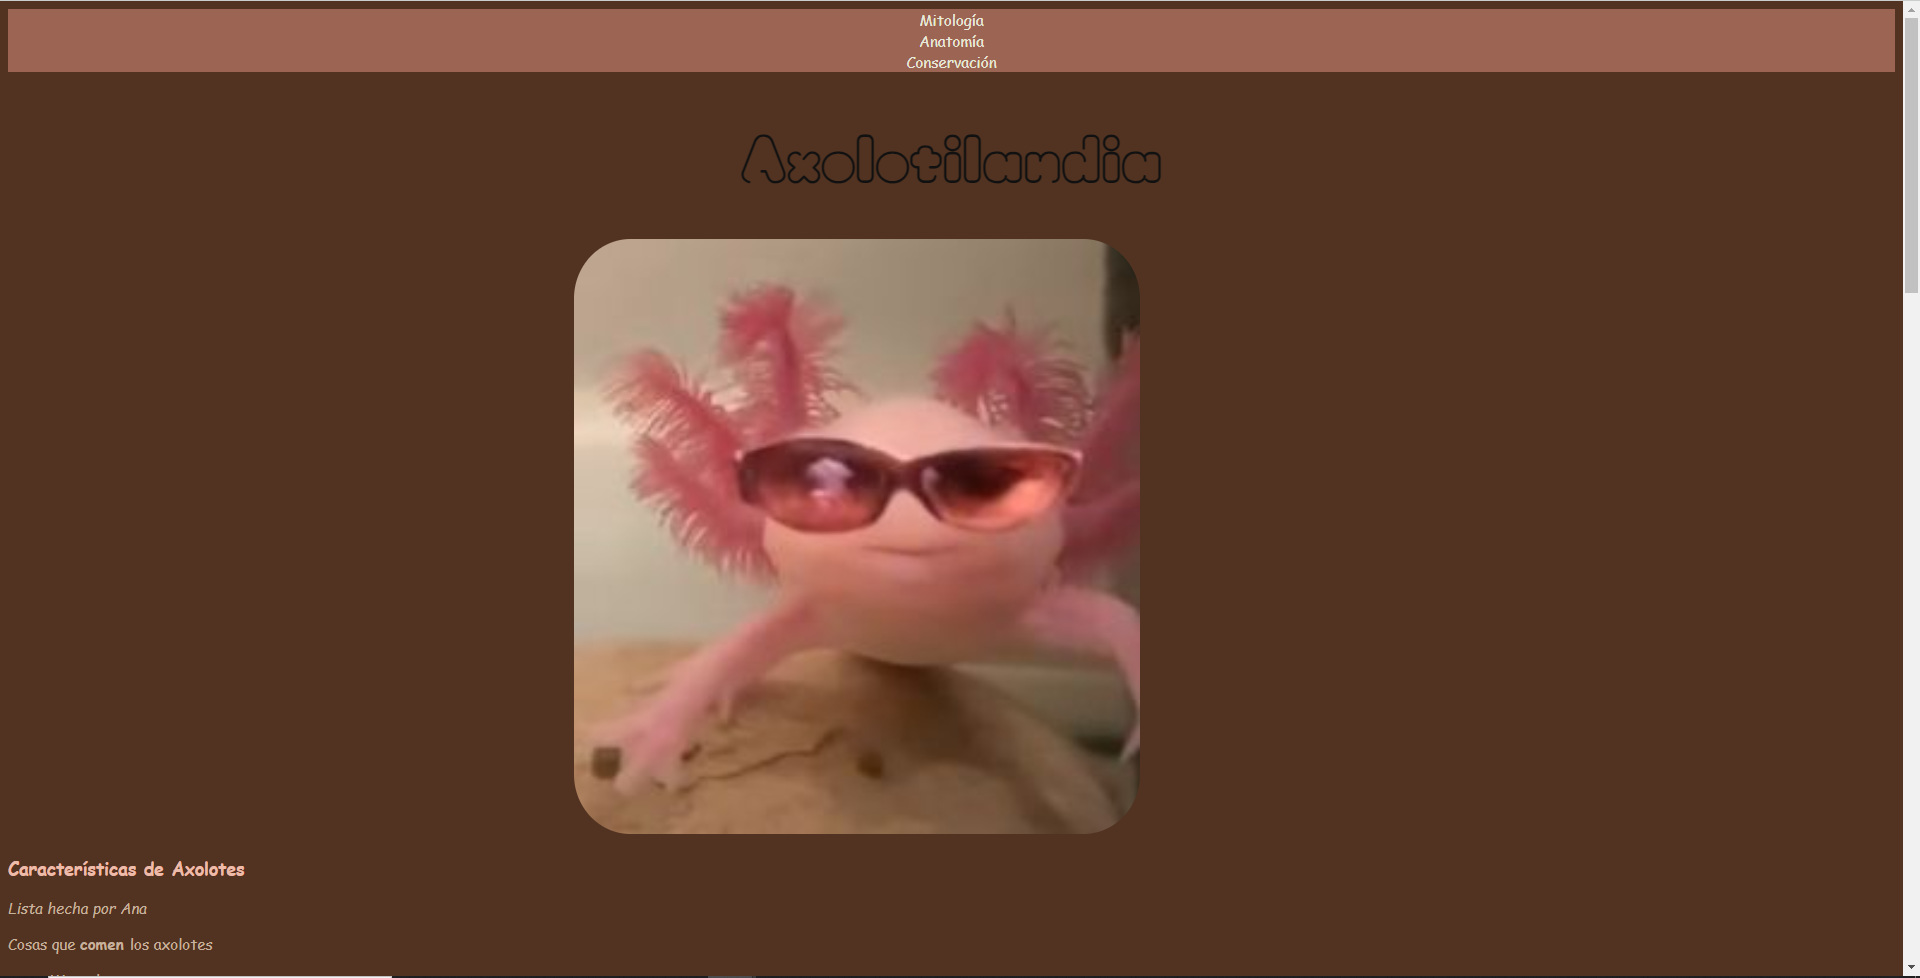 Mitología
Anatomía
Conservación
Axolotilandia
Características de Axolotes
Lista hecha por Ana
Cosas que comen los axolotes